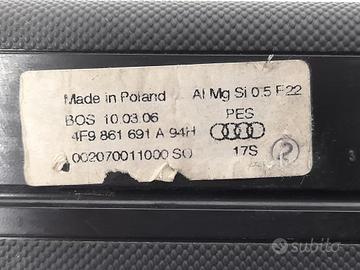 Made in Poland Al Mg Si 0.5 F22
BOS 10.03.06 PES
4F9 861 691 A 94H
002070011000 SO 17S
subito